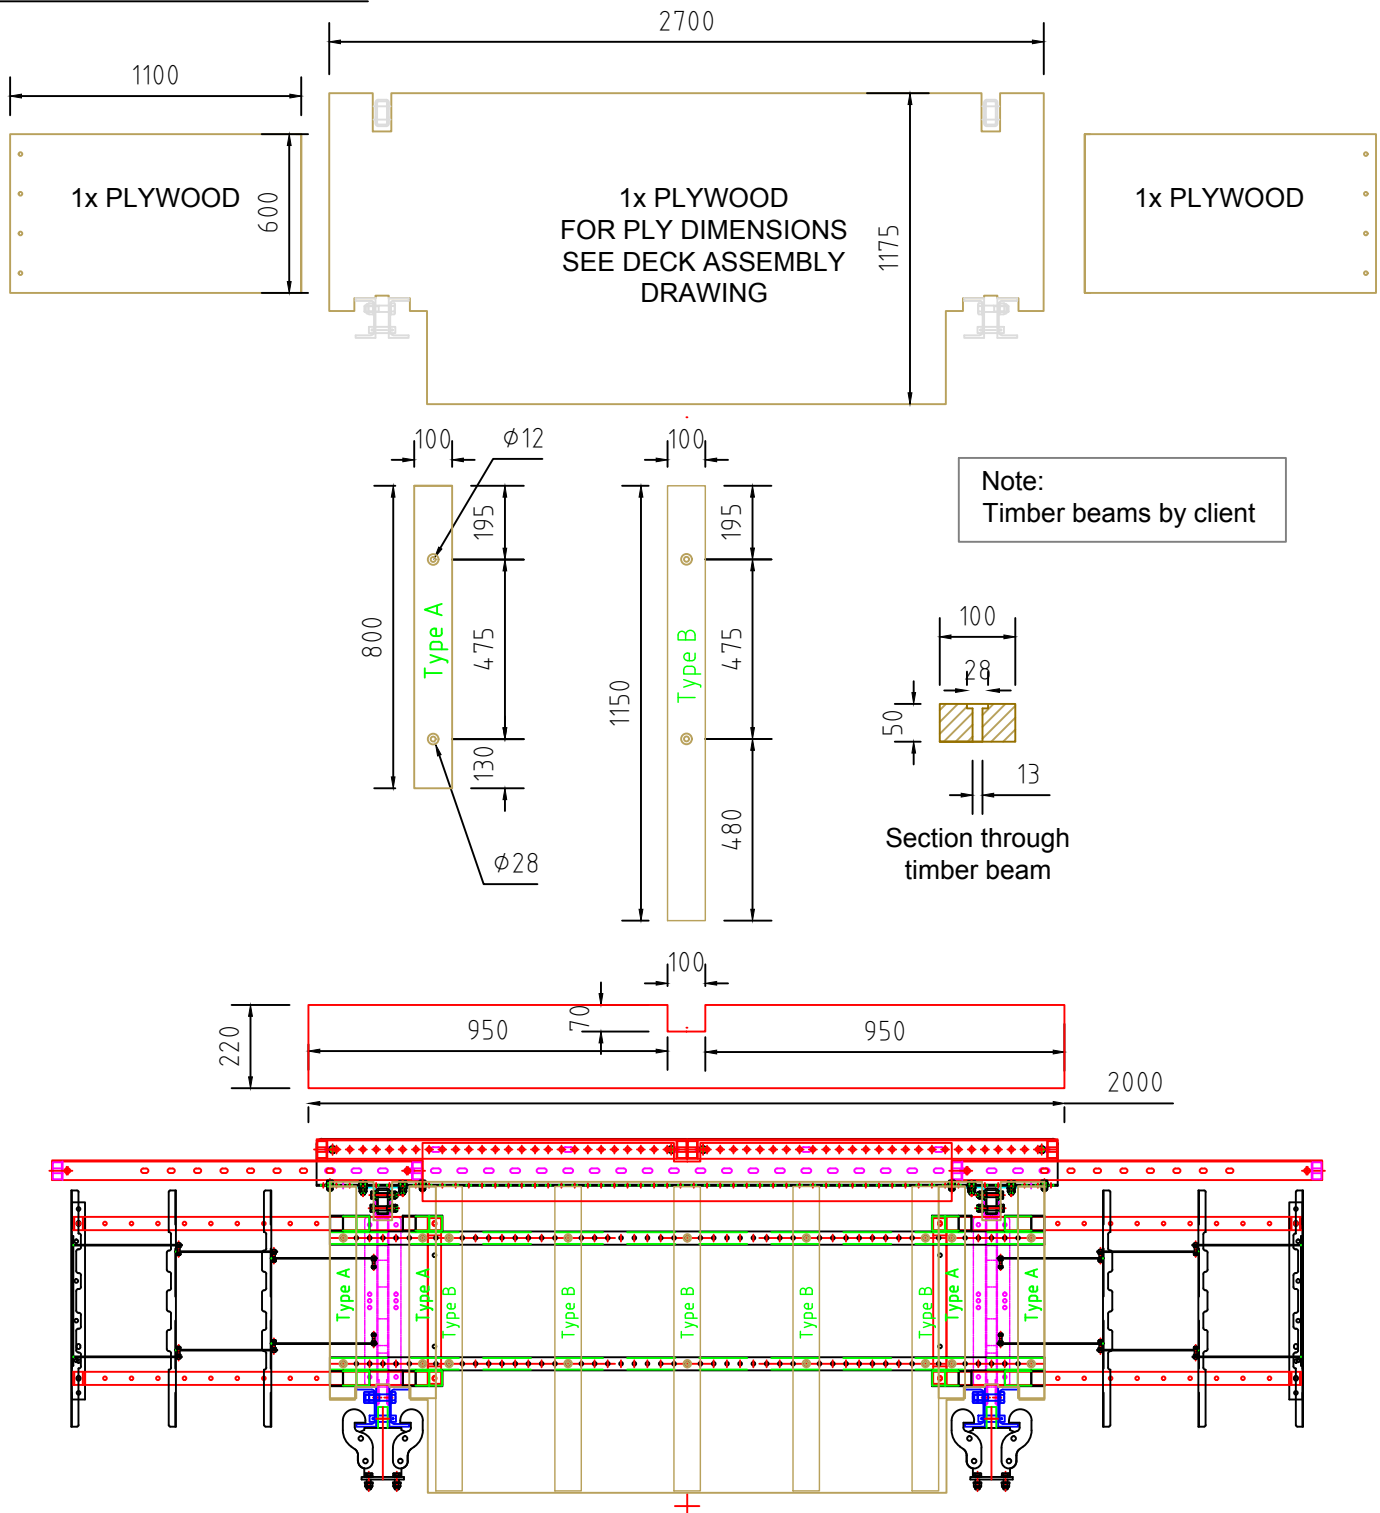 2700
1100
1x PLYWOOD
600
1x PLYWOOD
FOR PLY DIMENSIONS
SEE DECK ASSEMBLY
DRAWING
1175
1x PLYWOOD
100
⌀12
195
800
Type A
475
130
⌀28
100
195
1150
Type B
475
480
Note:
Timber beams by client
100
28
50
13
Section through
timber beam
100
70
220
950
950
2000
Type A
Type A
Type B
Type B
Type B
Type B
Type B
Type A
Type A